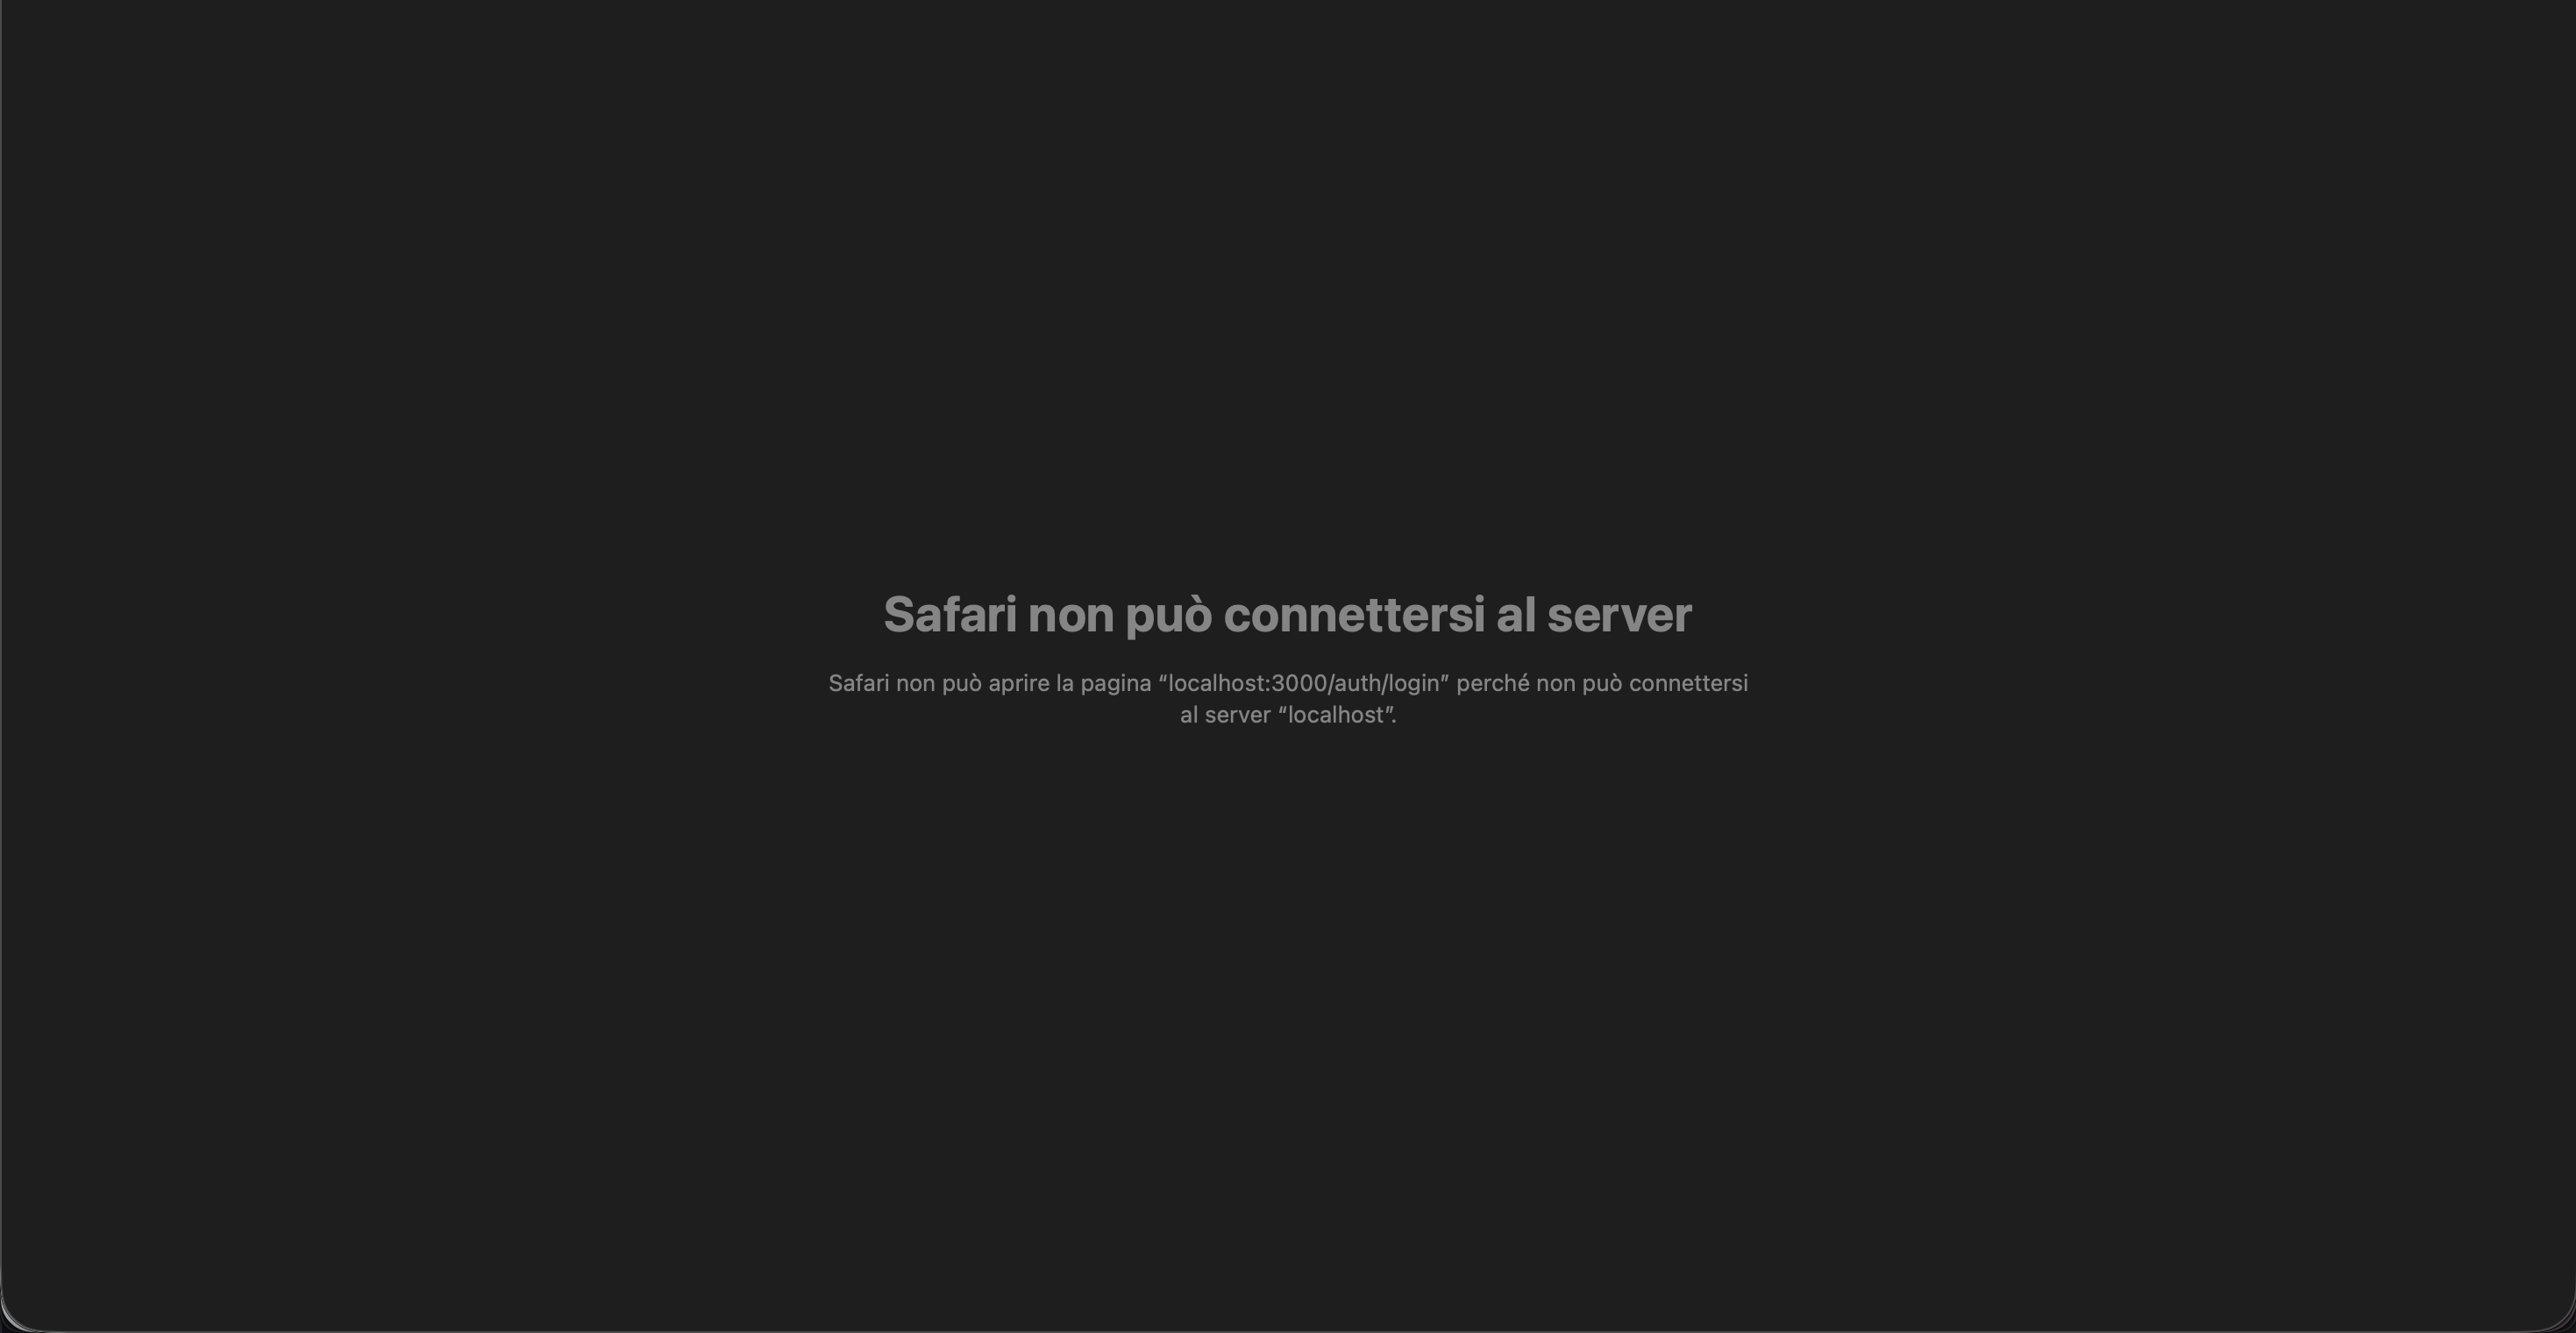 Safari non può connettersi al server
Safari non può aprire la pagina “localhost:3000/auth/login” perché non può connettersi
al server “localhost”.